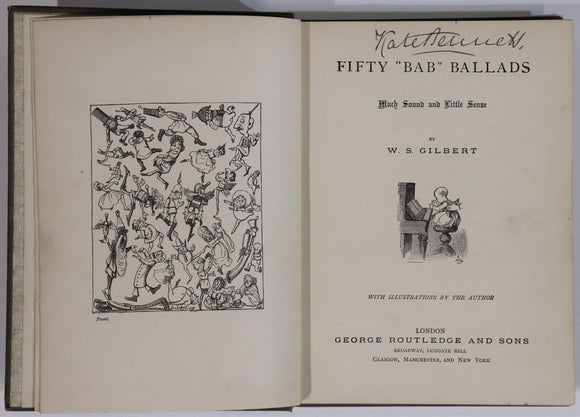 Front.
Kate Bennett.
FIFTY "BAB" BALLADS
Much Sound and Little Sense
BY
W. S. GILBERT
WITH ILLUSTRATIONS BY THE AUTHOR
LONDON
GEORGE ROUTLEDGE AND SONS
BROADWAY, LUDGATE HILL
GLASGOW, MANCHESTER, AND NEW YORK